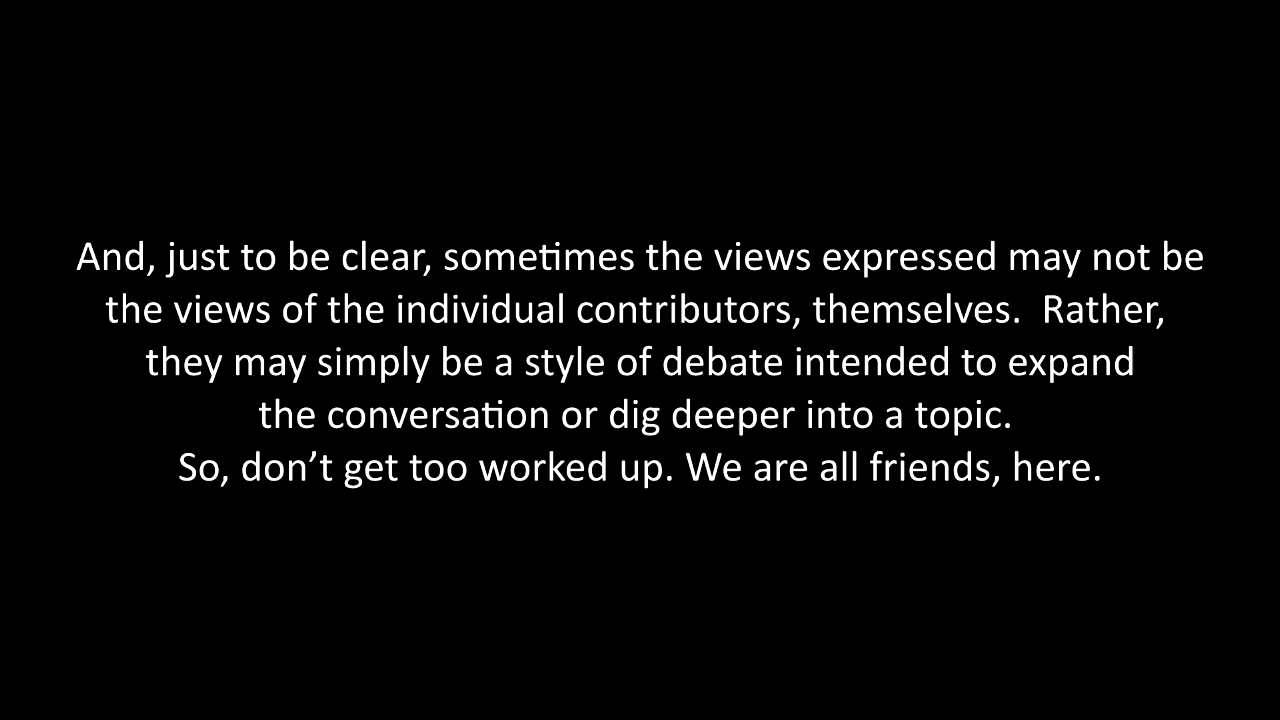 And, just to be clear, sometimes the views expressed may not be
the views of the individual contributors, themselves.  Rather,
they may simply be a style of debate intended to expand
the conversation or dig deeper into a topic.
So, don’t get too worked up. We are all friends, here.